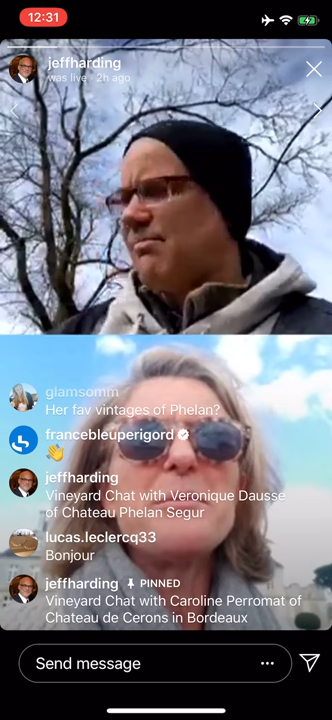 12:31
jeffharding
was live · 2h ago
glamsomm
Her fav vintages of Phelan?
francebleuperigord
👋
jeffharding
Vineyard Chat with Veronique Dausse
of Chateau Phelan Segur
lucas.leclercq33
Bonjour
jeffharding PINNED
Vineyard Chat with Caroline Perromat of
Chateau de Cerons in Bordeaux
Send message